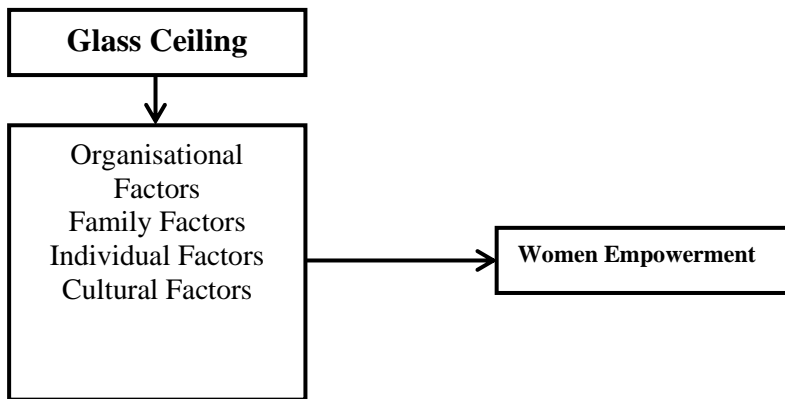 Glass Ceiling
Organisational
Factors
Family Factors
Individual Factors
Cultural Factors
Women Empowerment